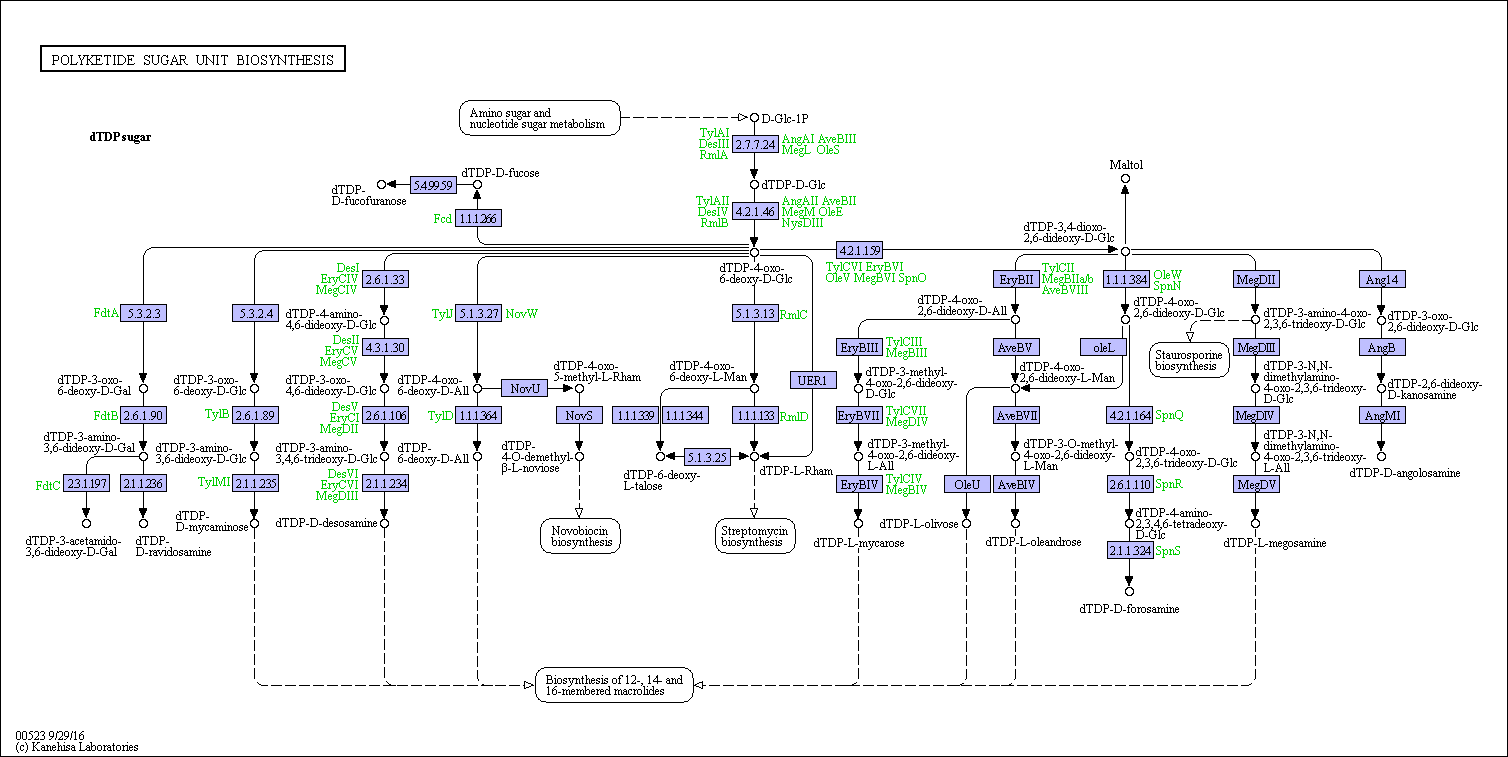 POLYKETIDE SUGAR UNIT BIOSYNTHESIS
dTDP sugar
Amino sugar and
nucleotide sugar metabolism
D-Glc-1P
TylAI
DesIII
RmlA
2.7.7.24
AngAI AveBIII
MegL OleS
dTDP-D-Glc
TylAII
DesIV
RmlB
4.2.1.46
AngAII AveBII
MegM OleE
NysDIII
dTDP-
D-fucofuranose
5.4.99.59
dTDP-D-fucose
Fcd
1.1.1.266
Maltol
dTDP-3,4-dioxo-
2,6-dideoxy-D-Glc
dTDP-4-oxo-
6-deoxy-D-Glc
4.2.1.159
TylCVI EryBVI
OleV MegBVI SpnO
DesI
EryCIV
MegCIV
2.6.1.33
EryBII
TylCII
MegBIIa/b
AveBVIII
1.1.1.384
OleW
SpnN
MegDII
Ang14
FdtA
5.3.2.3
5.3.2.4
dTDP-4-amino-
4,6-dideoxy-D-Glc
TylJ
5.1.3.27
NovW
5.1.3.13
RmlC
dTDP-4-oxo-
2,6-dideoxy-D-All
dTDP-4-oxo-
2,6-dideoxy-D-Glc
dTDP-3-amino-4-oxo-
2,3,6-trideoxy-D-Glc
dTDP-3-oxo-
2,6-dideoxy-D-Glc
DesII
EryCV
MegCV
4.3.1.30
EryBIII
TylCIII
MegBIII
AveBV
oleL
Staurosporine
biosynthesis
MegDIII
AngB
dTDP-3-oxo-
6-deoxy-D-Gal
dTDP-3-oxo-
6-deoxy-D-Glc
dTDP-3-oxo-
4,6-dideoxy-D-Glc
dTDP-4-oxo-
6-deoxy-D-All
NovU
dTDP-4-oxo-
5-methyl-L-Rham
dTDP-4-oxo-
6-deoxy-L-Man
UER1
dTDP-3-methyl-
4-oxo-2,6-dideoxy-
D-Glc
dTDP-4-oxo-
2,6-dideoxy-L-Man
dTDP-3-N,N-
dimethylamino-
4-oxo-2,3,6-trideoxy-
D-Glc
dTDP-2,6-dideoxy-
D-kanosamine
FdtB
2.6.1.90
TylB
2.6.1.89
DesV
EryCI
MegDII
2.6.1.106
TylD
1.1.1.364
NovS
1.1.1.339
1.1.1.344
1.1.1.133
RmlD
EryBVII
TylCVII
MegDIV
AveBVII
4.2.1.164
SpnQ
MegDIV
AngMI
dTDP-3-amino-
3,6-dideoxy-D-Gal
dTDP-3-amino-
3,6-dideoxy-D-Glc
dTDP-3-amino-
3,4,6-trideoxy-D-Glc
dTDP-
6-deoxy-D-All
dTDP-
4-O-demethyl-
β-L-noviose
dTDP-6-deoxy-
L-talose
5.1.3.25
dTDP-L-Rham
dTDP-3-methyl-
4-oxo-2,6-dideoxy-
L-All
dTDP-3-O-methyl-
4-oxo-2,6-dideoxy-
L-Man
dTDP-4-oxo-
2,3,6-trideoxy-D-Glc
dTDP-3-N,N-
dimethylamino-
4-oxo-2,3,6-trideoxy-
L-All
dTDP-D-angolosamine
FdtC
2.3.1.197
2.1.1.236
TylMI
2.1.1.235
DesVI
EryCVI
MegDIII
2.1.1.234
EryBIV
TylCIV
MegBIV
OleU
AveBIV
2.6.1.110
SpnR
MegDV
dTDP-3-acetamido-
3,6-dideoxy-D-Gal
dTDP-
D-ravidosamine
dTDP-
D-mycaminose
dTDP-D-desosamine
Novobiocin
biosynthesis
Streptomycin
biosynthesis
dTDP-L-mycarose
dTDP-L-olivose
dTDP-L-oleandrose
dTDP-4-amino-
2,3,4,6-tetradeoxy-
D-Glc
dTDP-L-megosamine
2.1.1.324
SpnS
dTDP-D-forosamine
Biosynthesis of 12-, 14- and
16-membered macrolides
00523 9/29/16
(c) Kanehisa Laboratories